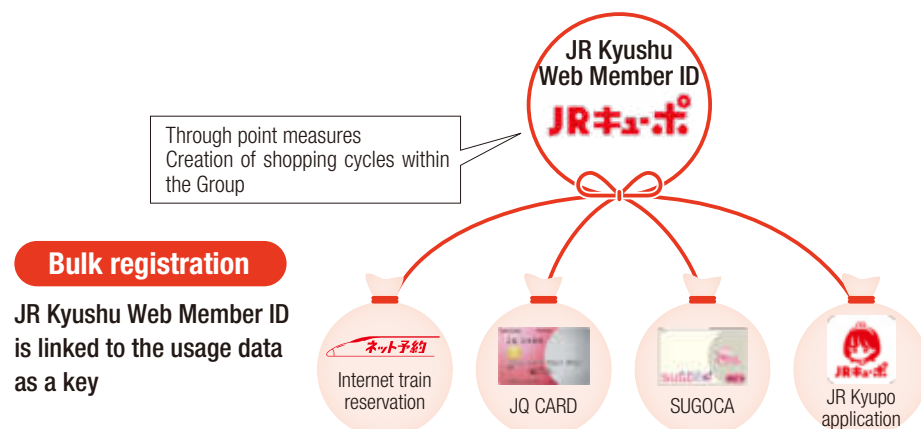 JR Kyushu
Web Member ID
JRキューポ
Through point measures
Creation of shopping cycles within
the Group
Bulk registration
JR Kyushu Web Member ID
is linked to the usage data
as a key
ネット予約
Internet train
reservation
JQ CARD
JQ CARD
SUGOCA
JRキューポ
JR Kyupo
application